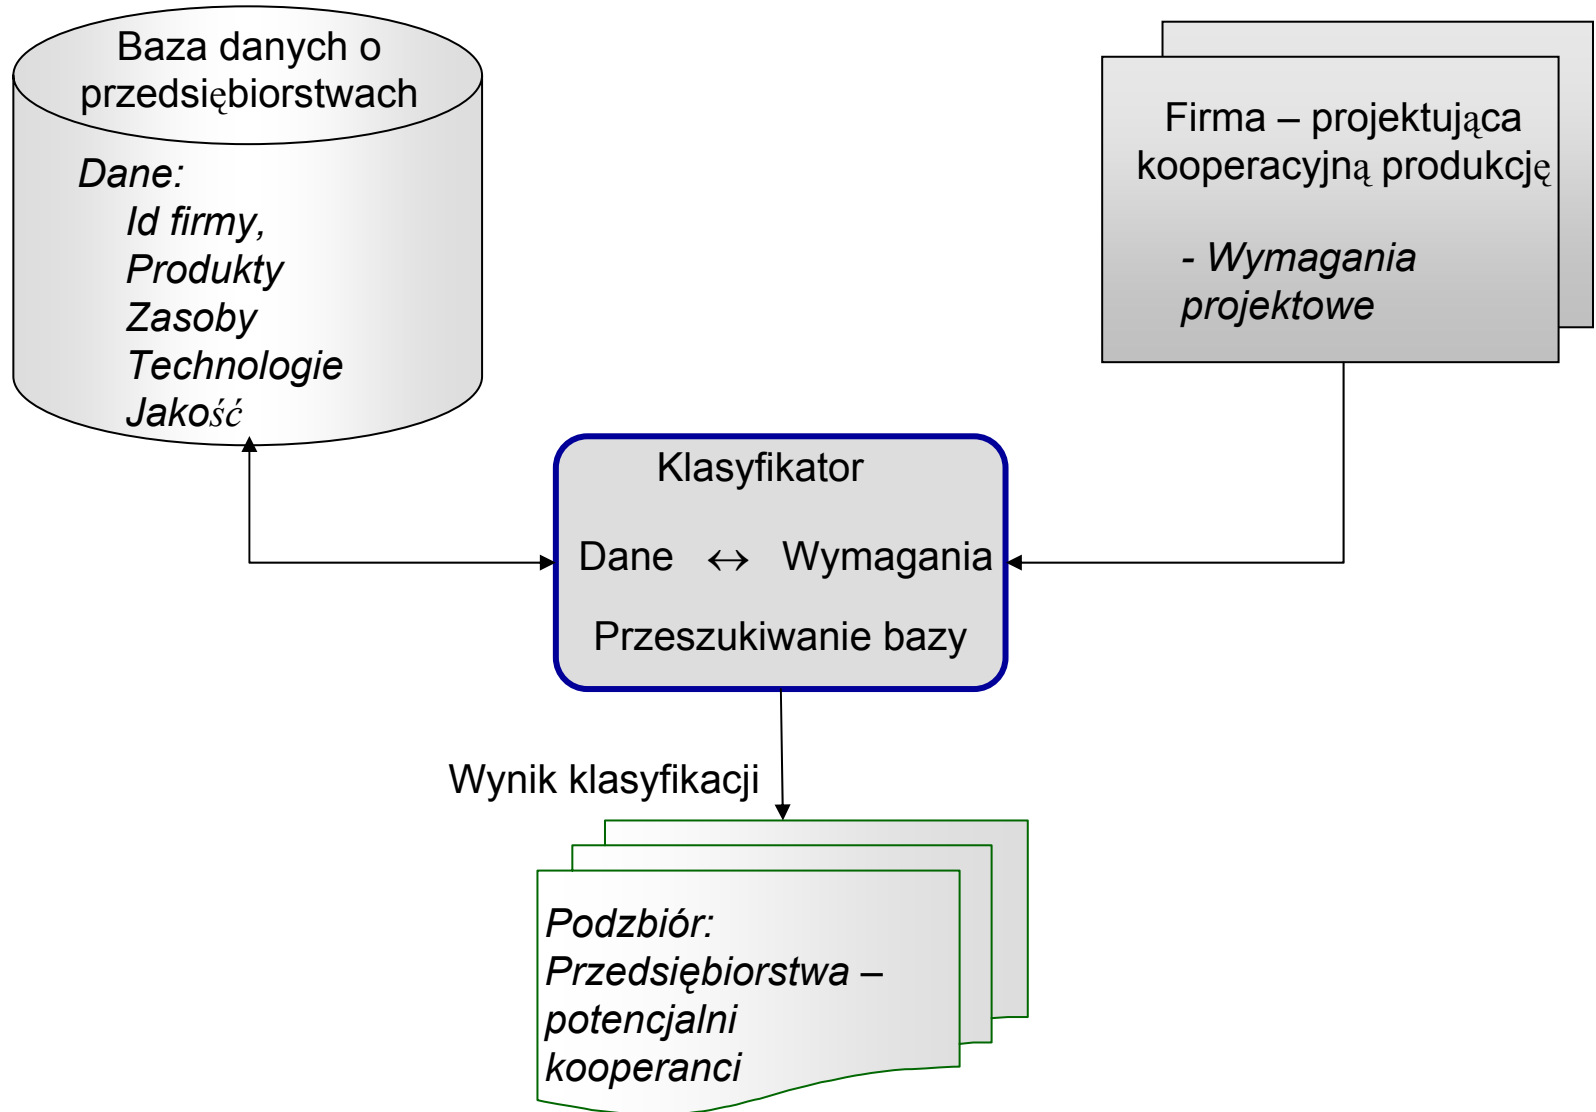 Baza danych o
przedsiębiorstwach
Dane:
Id firmy,
Produkty
Zasoby
Technologie
Jakość
Firma – projektująca
kooperacyjną produkcję
- Wymagania
projektowe
Klasyfikator
Dane ↔ Wymagania
Przeszukiwanie bazy
Wynik klasyfikacji
Podzbiór:
Przedsiębiorstwa –
potencjalni
kooperanci